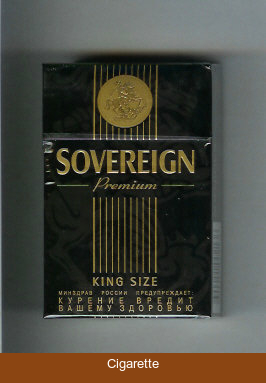 SOVEREIGN
Premium
KING SIZE
МИНЗДРАВ РОССИИ ПРЕДУПРЕЖДАЕТ:
КУРЕНИЕ ВРЕДИТ
ВАШЕМУ ЗДОРОВЬЮ
Cigarette